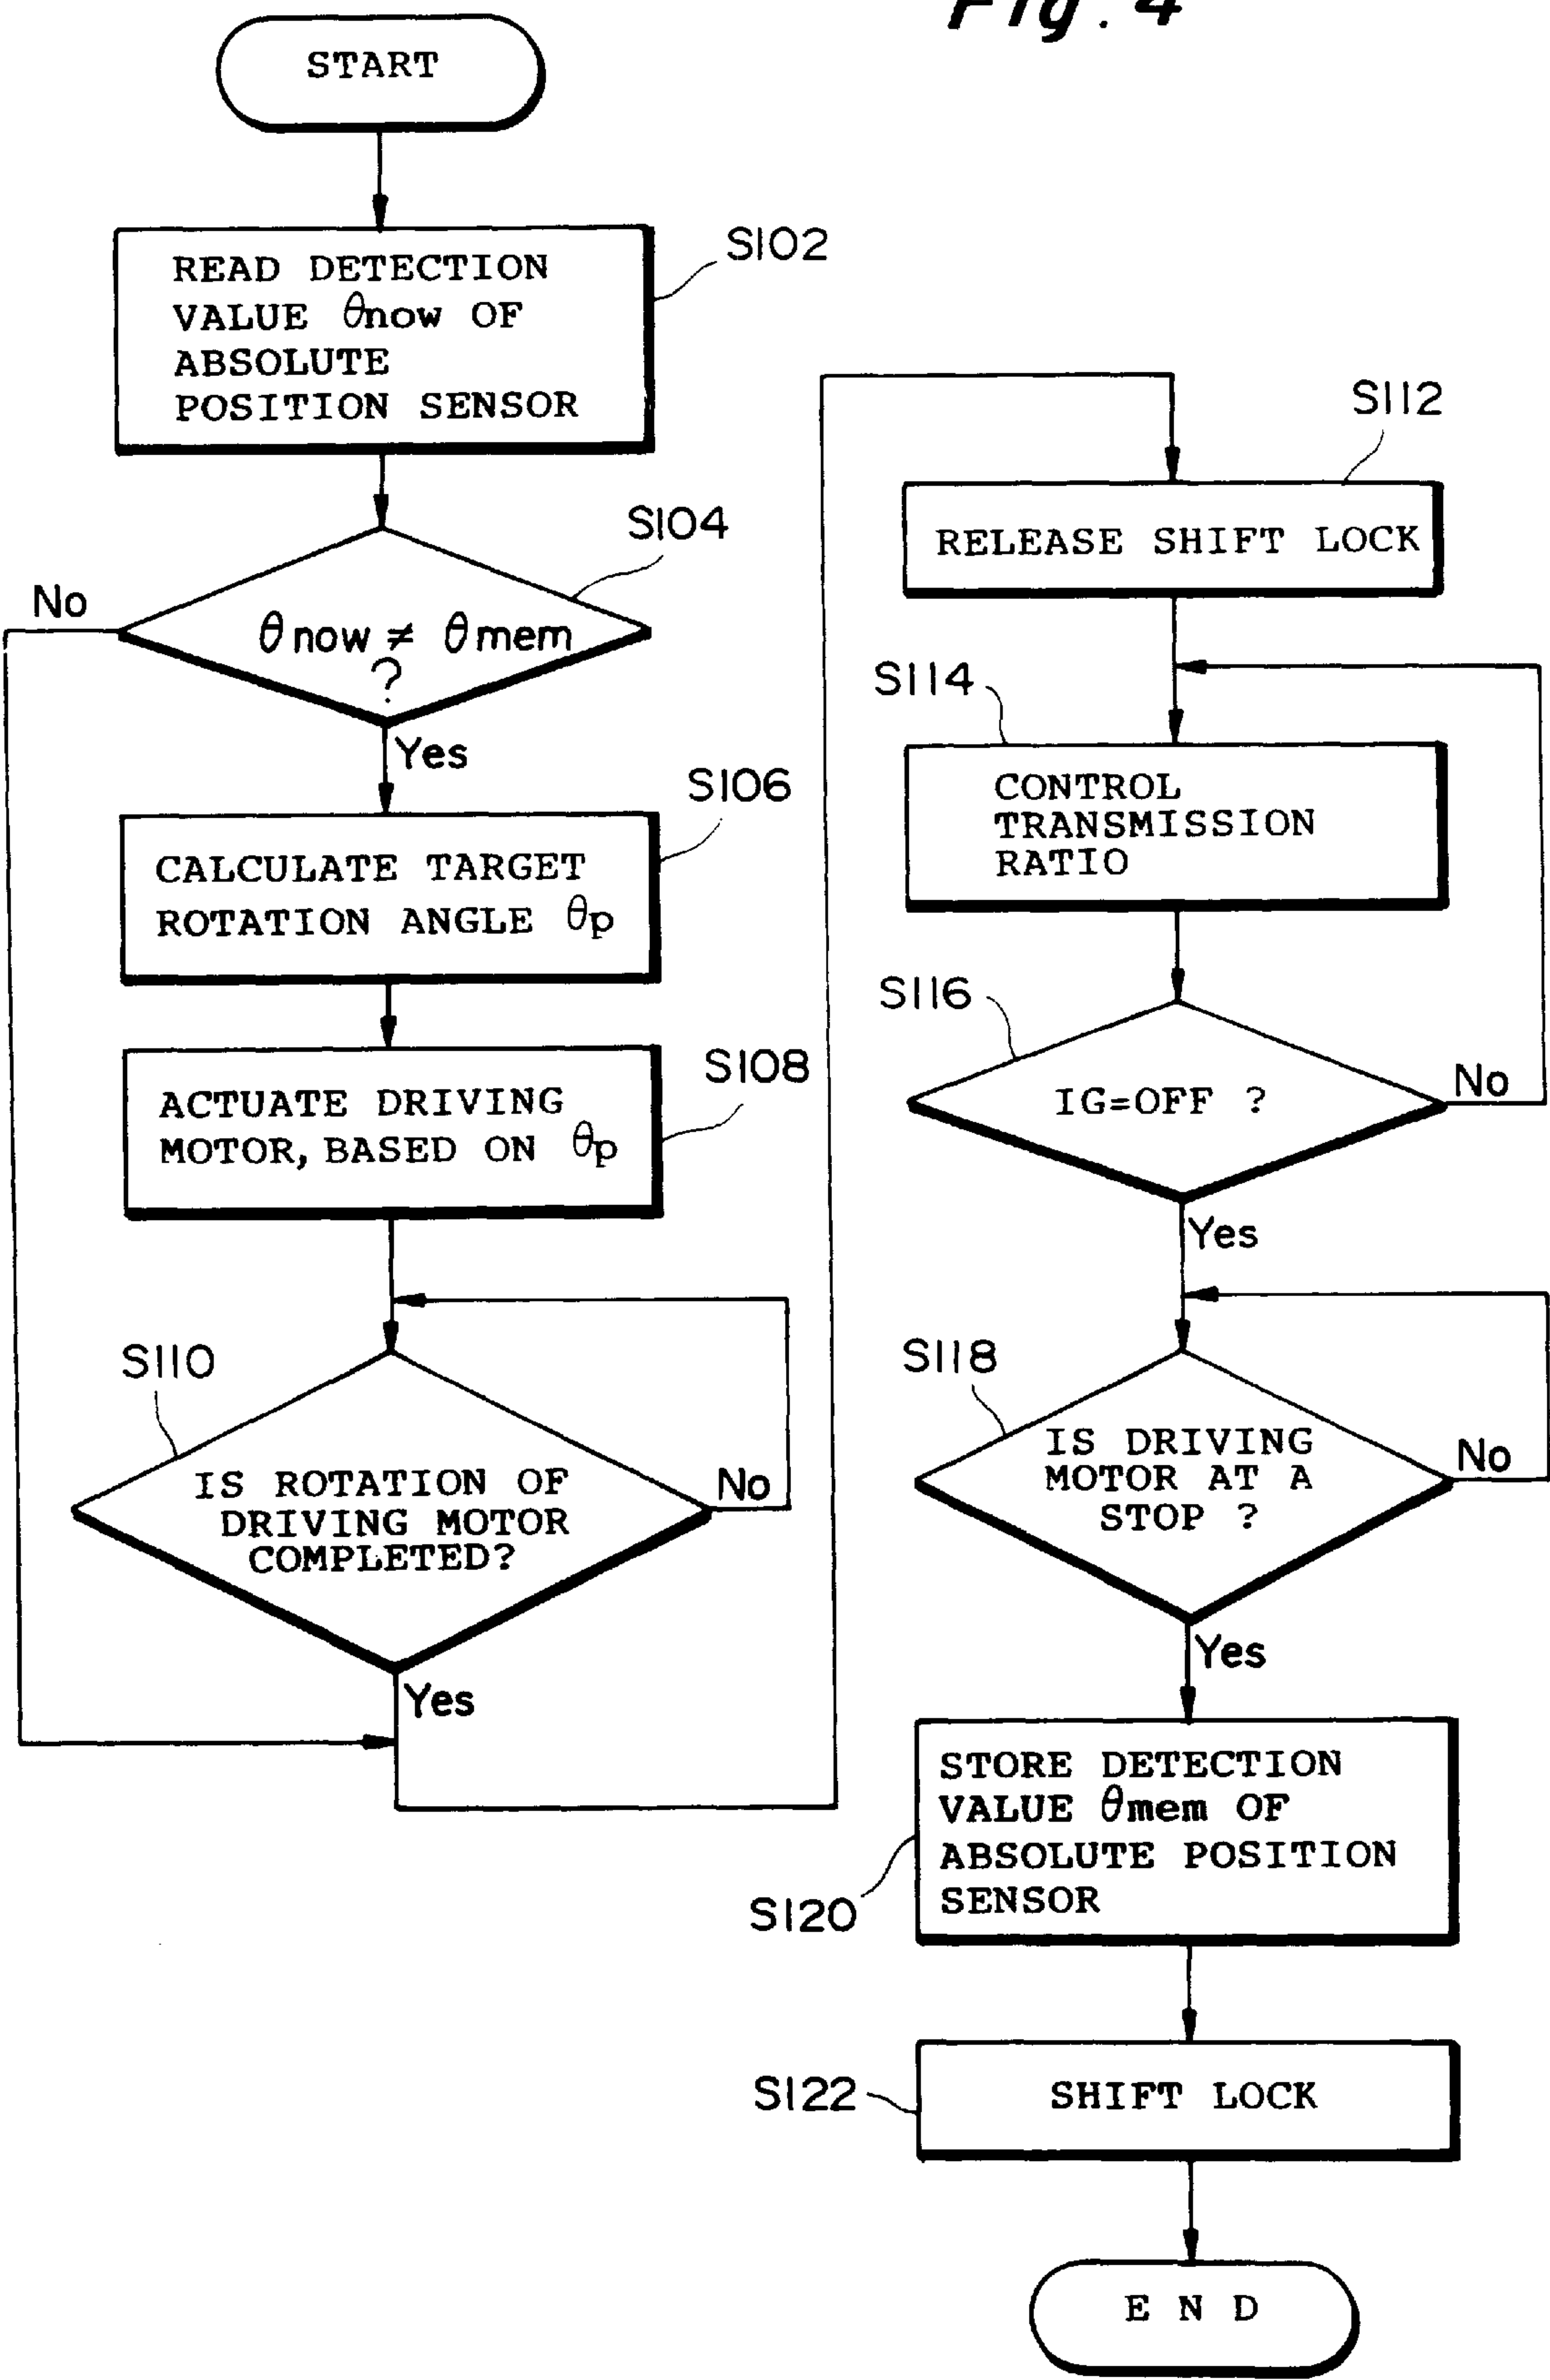 Fig. 4
START
S102
READ DETECTION
VALUE θnow OF
ABSOLUTE
POSITION SENSOR
S104
No
θnow ≠ θmem
?
Yes
S106
CALCULATE TARGET
ROTATION ANGLE θp
S108
ACTUATE DRIVING
MOTOR, BASED ON θp
S110
IS ROTATION OF
DRIVING MOTOR
COMPLETED?
No
Yes
S112
RELEASE SHIFT LOCK
S114
CONTROL
TRANSMISSION
RATIO
S116
IG=OFF ?
No
Yes
S118
IS DRIVING
MOTOR AT A
STOP ?
No
Yes
STORE DETECTION
VALUE θmem OF
ABSOLUTE POSITION
SENSOR
S120
S122
SHIFT LOCK
END